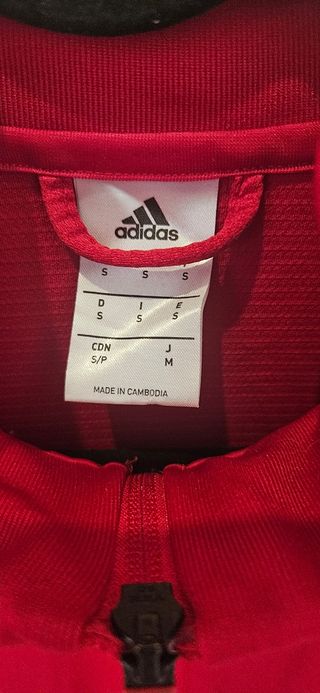 adidas
S S S
D I E
S S S
CDN J
S/P M
MADE IN CAMBODIA